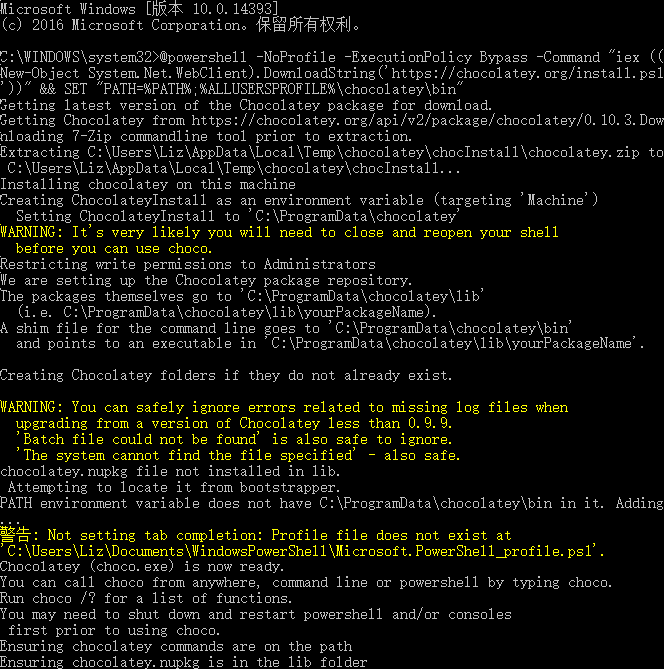 Microsoft Windows [版本 10.0.14393]
(c) 2016 Microsoft Corporation。保留所有权利。
C:\WINDOWS\system32>@powershell -NoProfile -ExecutionPolicy Bypass -Command "iex ((
New-Object System.Net.WebClient).DownloadString('https://chocolatey.org/install.ps1
'))" && SET "PATH=%PATH%;%ALLUSERSPROFILE%\chocolatey\bin"
Getting latest version of the Chocolatey package for download.
Getting Chocolatey from https://chocolatey.org/api/v2/package/chocolatey/0.10.3.Dow
nloading 7-Zip commandline tool prior to extraction.
Extracting C:\Users\Liz\AppData\Local\Temp\chocolatey\chocInstall\chocolatey.zip to
C:\Users\Liz\AppData\Local\Temp\chocolatey\chocInstall...
Installing chocolatey on this machine
Creating ChocolateyInstall as an environment variable (targeting 'Machine')
Setting ChocolateyInstall to 'C:\ProgramData\chocolatey'
WARNING: It's very likely you will need to close and reopen your shell
before you can use choco.
Restricting write permissions to Administrators
We are setting up the Chocolatey package repository.
The packages themselves go to 'C:\ProgramData\chocolatey\lib'
(i.e. C:\ProgramData\chocolatey\lib\yourPackageName).
A shim file for the command line goes to 'C:\ProgramData\chocolatey\bin'
and points to an executable in 'C:\ProgramData\chocolatey\lib\yourPackageName'.
Creating Chocolatey folders if they do not already exist.
WARNING: You can safely ignore errors related to missing log files when
upgrading from a version of Chocolatey less than 0.9.9.
'Batch file could not be found' is also safe to ignore.
'The system cannot find the file specified' - also safe.
chocolatey.nupkg file not installed in lib.
Attempting to locate it from bootstrapper.
PATH environment variable does not have C:\ProgramData\chocolatey\bin in it. Adding
...
警告: Not setting tab completion: Profile file does not exist at
'C:\Users\Liz\Documents\WindowsPowerShell\Microsoft.PowerShell_profile.ps1'.
Chocolatey (choco.exe) is now ready.
You can call choco from anywhere, command line or powershell by typing choco.
Run choco /? for a list of functions.
You may need to shut down and restart powershell and/or consoles
first prior to using choco.
Ensuring chocolatey commands are on the path
Ensuring chocolatey.nupkg is in the lib folder